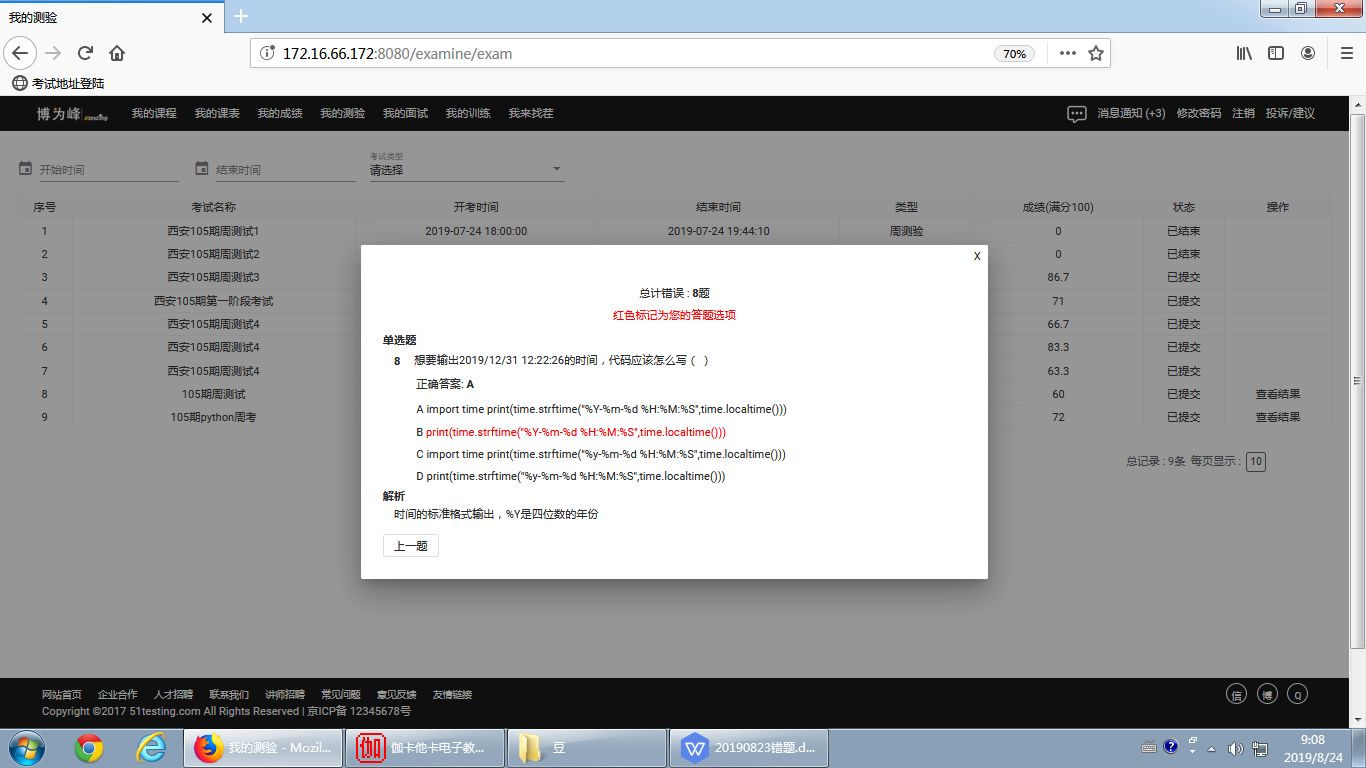 我的测验
172.16.66.172:8080/examine/exam
70%
考试地址登陆
博为峰 51testing 我的课程 我的课表 我的成绩 我的测验 我的面试 我的训练 我来找茬 消息通知 (+3) 修改密码 注销 投诉/建议
考试类型
开始时间 结束时间 请选择
序号 考试名称 开考时间 结束时间 类型 成绩(满分100) 状态 操作
1 西安105期周测试1 2019-07-24 18:00:00 2019-07-24 19:44:10 周测验 0 已结束
2 西安105期周测试2 0 已结束
3 西安105期周测试3 86.7 已提交
4 西安105期第一阶段考试 71 已提交
5 西安105期周测试4 66.7 已提交
6 西安105期周测试4 83.3 已提交
7 西安105期周测试4 63.3 已提交
8 105期周测试 60 已提交 查看结果
9 105期python周考 72 已提交 查看结果
总记录 : 9条 每页显示 : 10
X
总计错误 : 8题
红色标记为您的答题选项
单选题
8 想要输出2019/12/31 12:22:26的时间，代码应该怎么写（ ）
正确答案: A
A import time print(time.strftime("%Y-%m-%d %H:%M:%S",time.localtime()))
B print(time.strftime("%Y-%m-%d %H:%M:%S",time.localtime()))
C import time print(time.strftime("%y-%m-%d %H:%M:%S",time.localtime()))
D print(time.strftime("%y-%m-%d %H:%M:%S",time.localtime()))
解析
时间的标准格式输出，%Y是四位数的年份
上一题
网站首页 企业合作 人才招聘 联系我们 讲师招聘 常见问题 意见反馈 友情链接
Copyright ©2017 51testing.com All Rights Reserved | 京ICP备 12345678号
信 博 Q
我的测验 - Mozil... 伽 伽卡他卡电子教... 豆 20190823错题.d...
9:08
2019/8/24